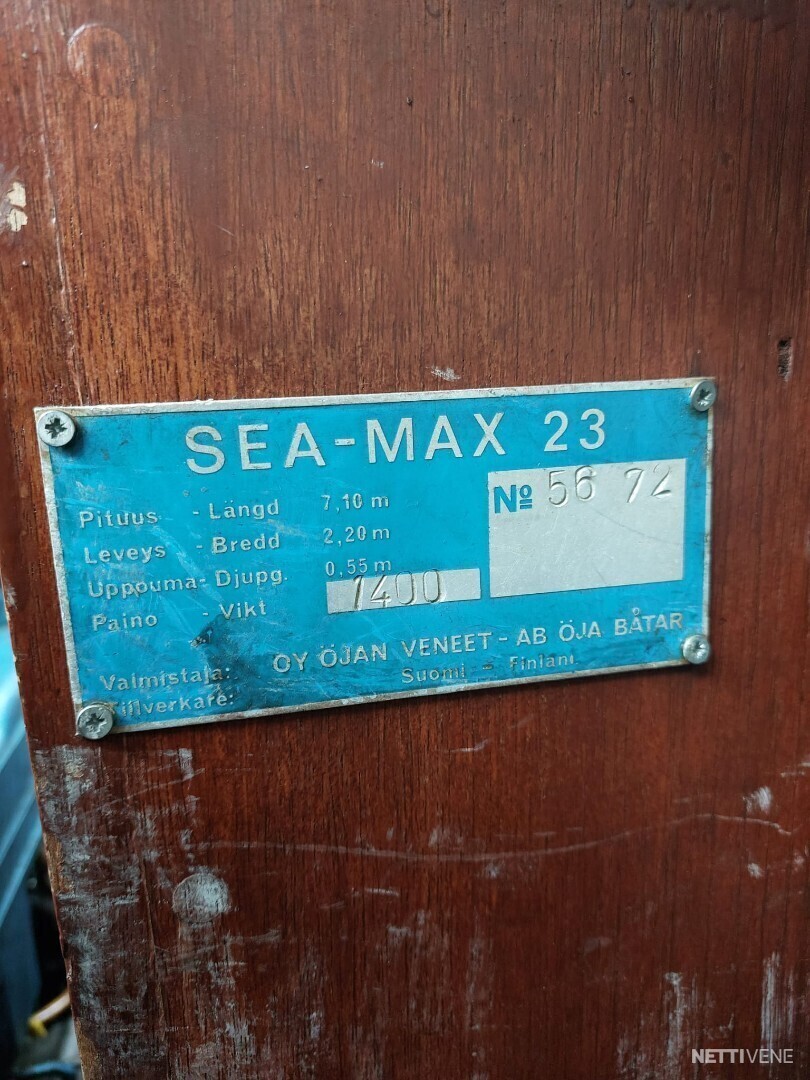 SEA-MAX 23
Nº 56 72
Pituus - Längd 7,10 m
Leveys - Bredd 2,20 m
Uppouma- Djupg. 0,55 m
Paino - Vikt 1400
Valmistaja: OY ÖJAN VENEET - AB ÖJA BÅTAR
Tillverkare: Suomi - Finland
NETTIVENE